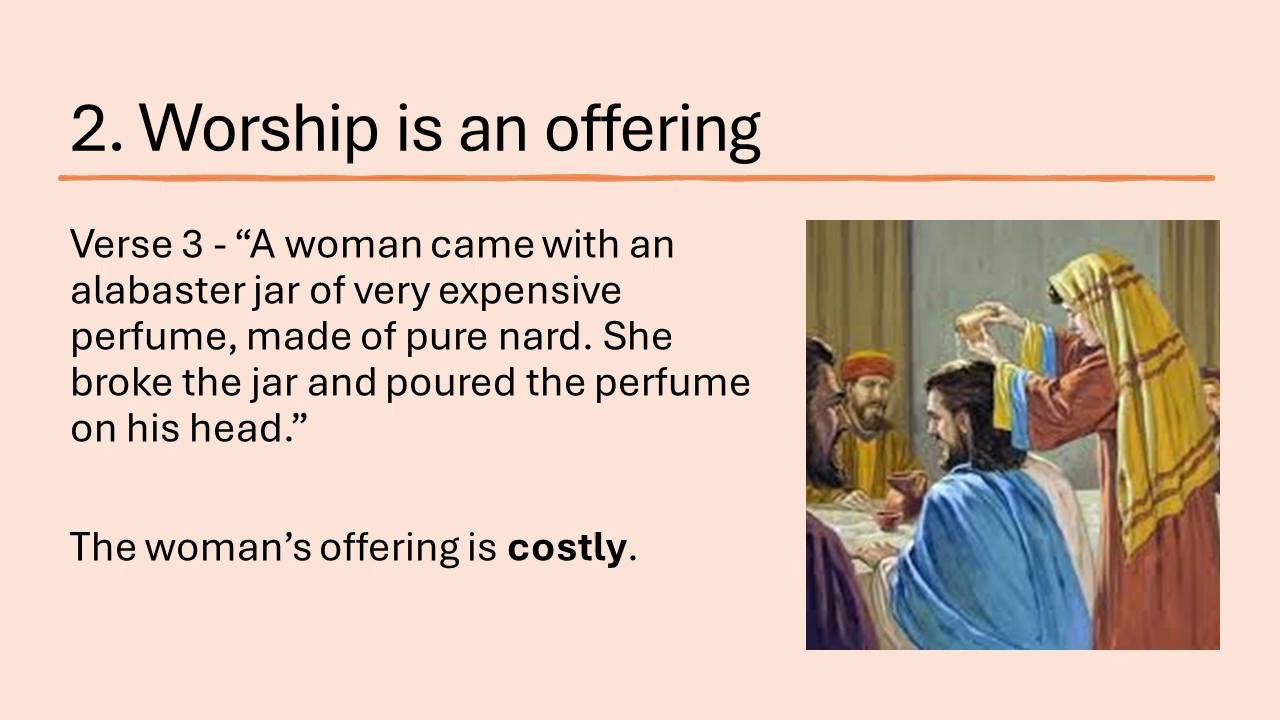 2. Worship is an offering
Verse 3 - “A woman came with an
alabaster jar of very expensive
perfume, made of pure nard. She
broke the jar and poured the perfume
on his head.”
The woman’s offering is costly.